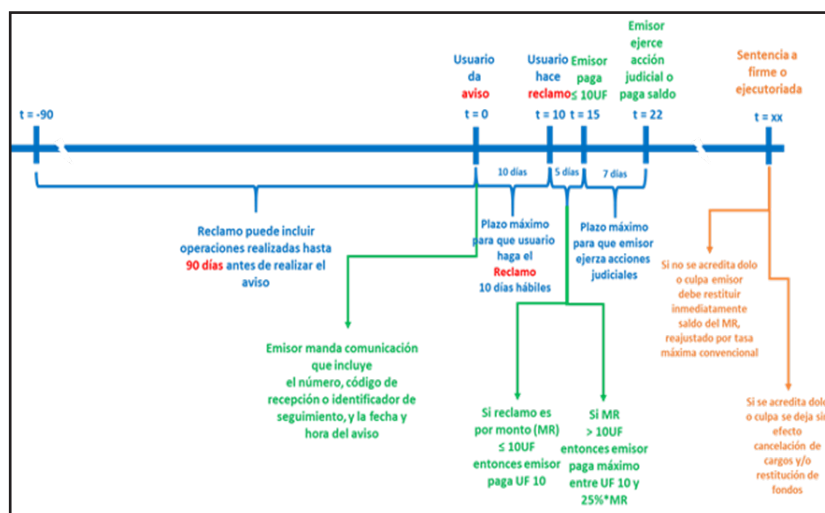 Emisor
ejerce
acción
judicial o
paga saldo
Usuario
da
aviso
Usuario
hace
reclamo
Emisor
paga
≤ 10UF
Sentencia a
firme o
ejecutoriada
t = -90
t = 0
t = 10
t = 15
t = 22
t = xx
10 días
5 días
7 días
Reclamo puede incluir
operaciones realizadas hasta
90 días antes de realizar el
aviso
Plazo máximo
para que usuario
haga el
Reclamo
10 días hábiles
Plazo máximo
para que emisor
ejerza acciones
judiciales
Emisor manda comunicación
que incluye
el número, código de
recepción o identificador de
seguimiento, y la fecha y
hora del aviso
Si reclamo es
por monto (MR)
≤ 10UF
entonces emisor
paga UF 10
Si MR
> 10UF
entonces emisor
paga máximo
entre UF 10 y
25%*MR
Si no se acredita dolo
o culpa emisor
debe restituir
inmediatamente
saldo del MR,
reajustado por tasa
máxima convencional
Si se acredita dolo
o culpa se deja sin
efecto
cancelación de
cargos y/o
restitución de
fondos